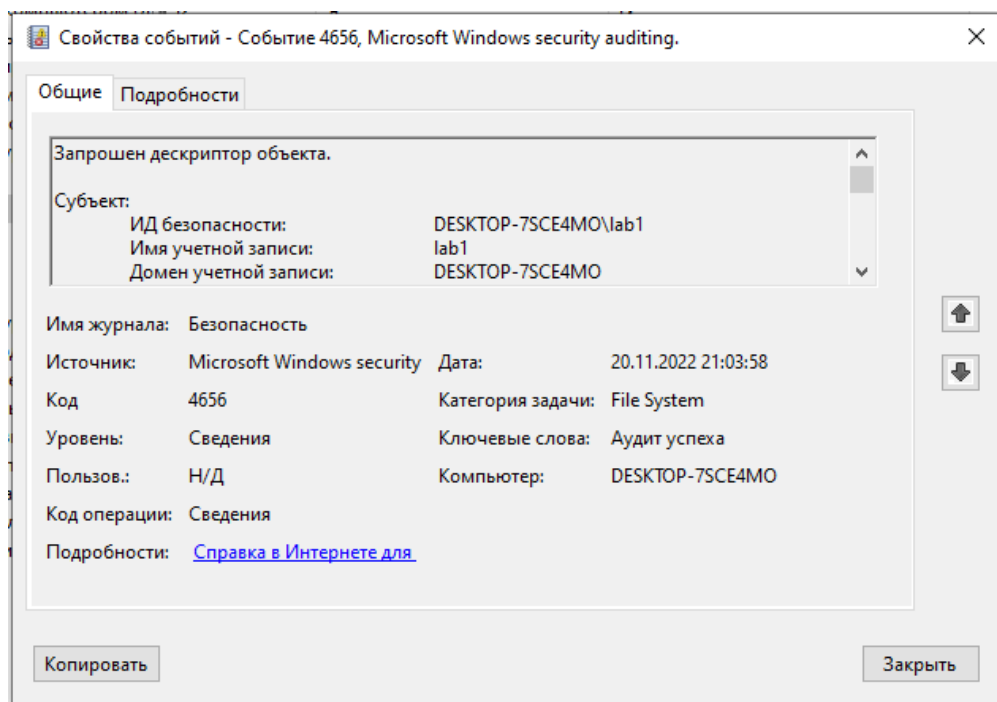 Свойства событий - Событие 4656, Microsoft Windows security auditing.
Общие Подробности
Запрошен дескриптор объекта.
Субъект:
ИД безопасности: DESKTOP-7SCE4MO\lab1
Имя учетной записи: lab1
Домен учетной записи: DESKTOP-7SCE4MO
Имя журнала: Безопасность
Источник: Microsoft Windows security Дата: 20.11.2022 21:03:58
Код 4656 Категория задачи: File System
Уровень: Сведения Ключевые слова: Аудит успеха
Пользов.: Н/Д Компьютер: DESKTOP-7SCE4MO
Код операции: Сведения
Подробности: Справка в Интернете для
Копировать Закрыть